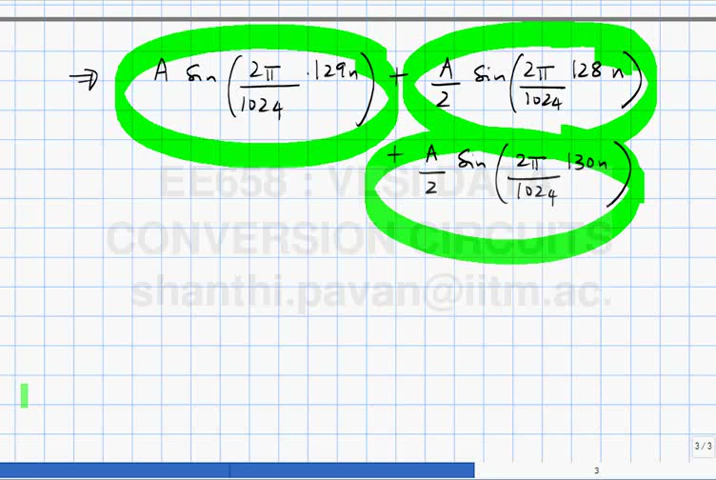 ⇒ A sin(2π/1024 · 129n) + A/2 sin(2π/1024 128n)
+ A/2 sin(2π/1024 130n)
EE658 : VLSI DATA
CONVERSION CIRCUITS
shanthi.pavan@iitm.ac.
3/3
3